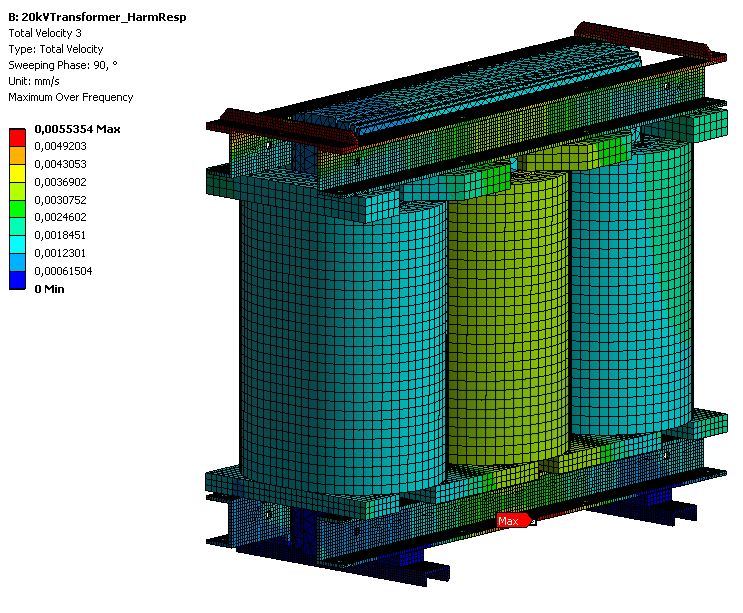 B: 20kVTransformer_HarmResp
Total Velocity 3
Type: Total Velocity
Sweeping Phase: 90, °
Unit: mm/s
Maximum Over Frequency
0,0055354 Max
0,0049203
0,0043053
0,0036902
0,0030752
0,0024602
0,0018451
0,0012301
0,00061504
0 Min
Max